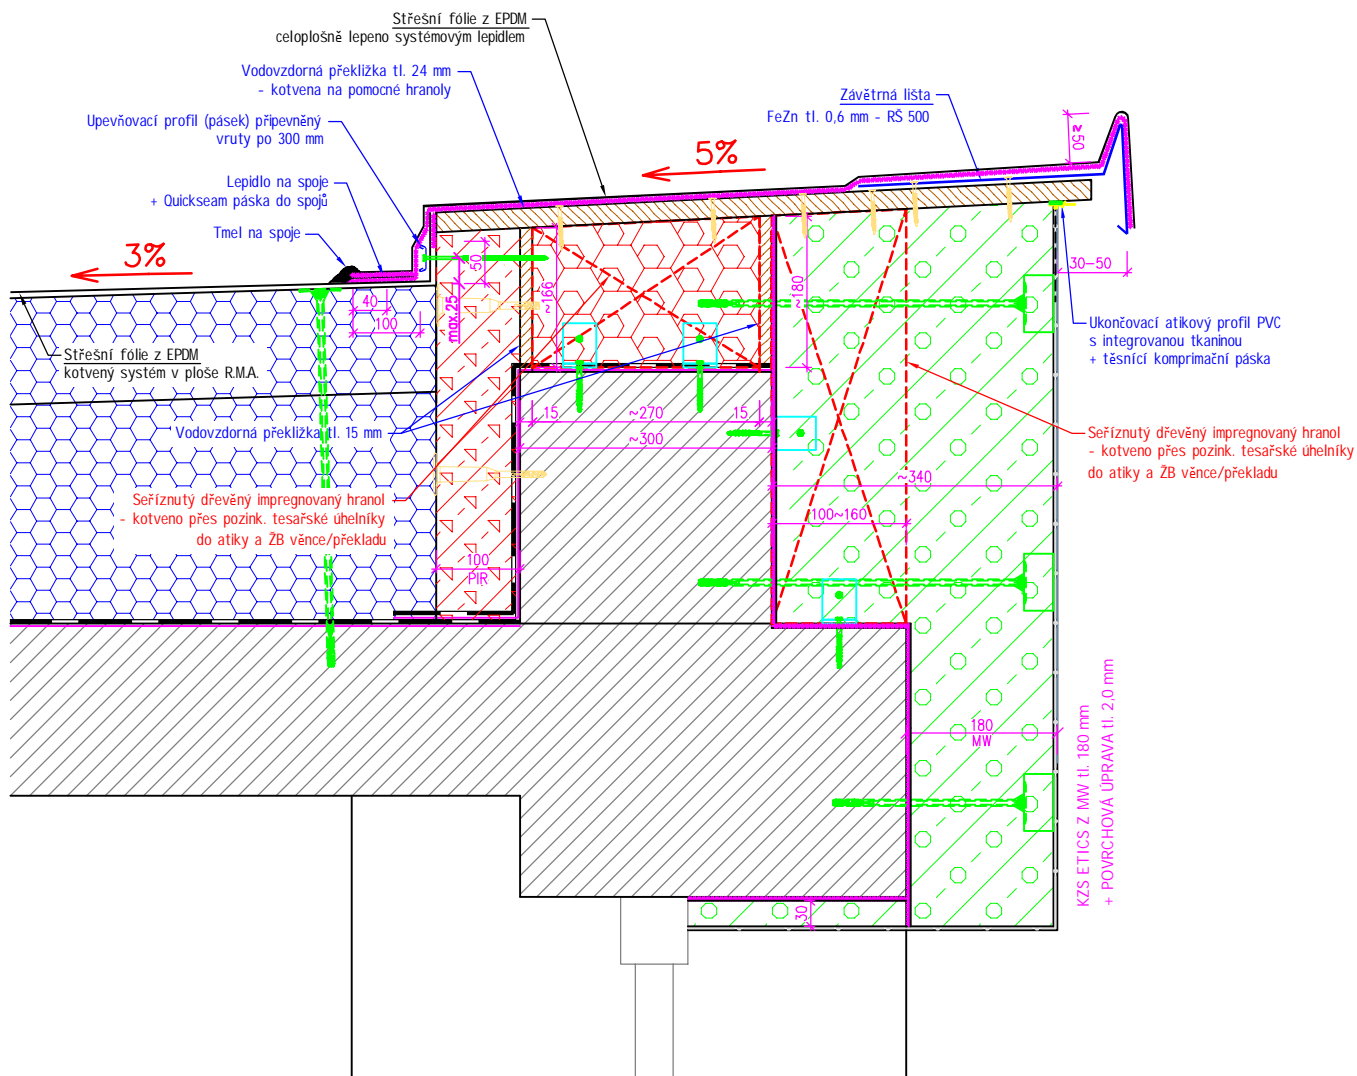 Střešní fólie z EPDM
celoplošně lepeno systémovým lepidlem
Vodovzdorná překližka tl. 24 mm
- kotvena na pomocné hranoly
Závětrná lišta
FeZn tl. 0,6 mm - RŠ 500
Upevňovací profil (pásek) připevněný
vruty po 300 mm
≥50
5%
Lepidlo na spoje
+ Quickseam páska do spojů
Tmel na spoje
3%
50
30-50
~166
~180
max.25
40
100
Ukončovací atikový profil PVC
s integrovanou tkaninou
+ těsnící komprimační páska
Střešní fólie z EPDM
kotvený systém v ploše R.M.A.
15
~270
15
Vodovzdorná překližka tl. 15 mm
~300
Seříznutý dřevěný impregnovaný hranol
- kotveno přes pozink. tesařské úhelníky
do atiky a ŽB věnce/překladu
~340
Seříznutý dřevěný impregnovaný hranol
- kotveno přes pozink. tesařské úhelníky
do atiky a ŽB věnce/překladu
100~160
100
PIR
180
MW
KZS ETICS Z MW tl. 180 mm
+ POVRCHOVÁ ÚPRAVA tl. 2,0 mm
30